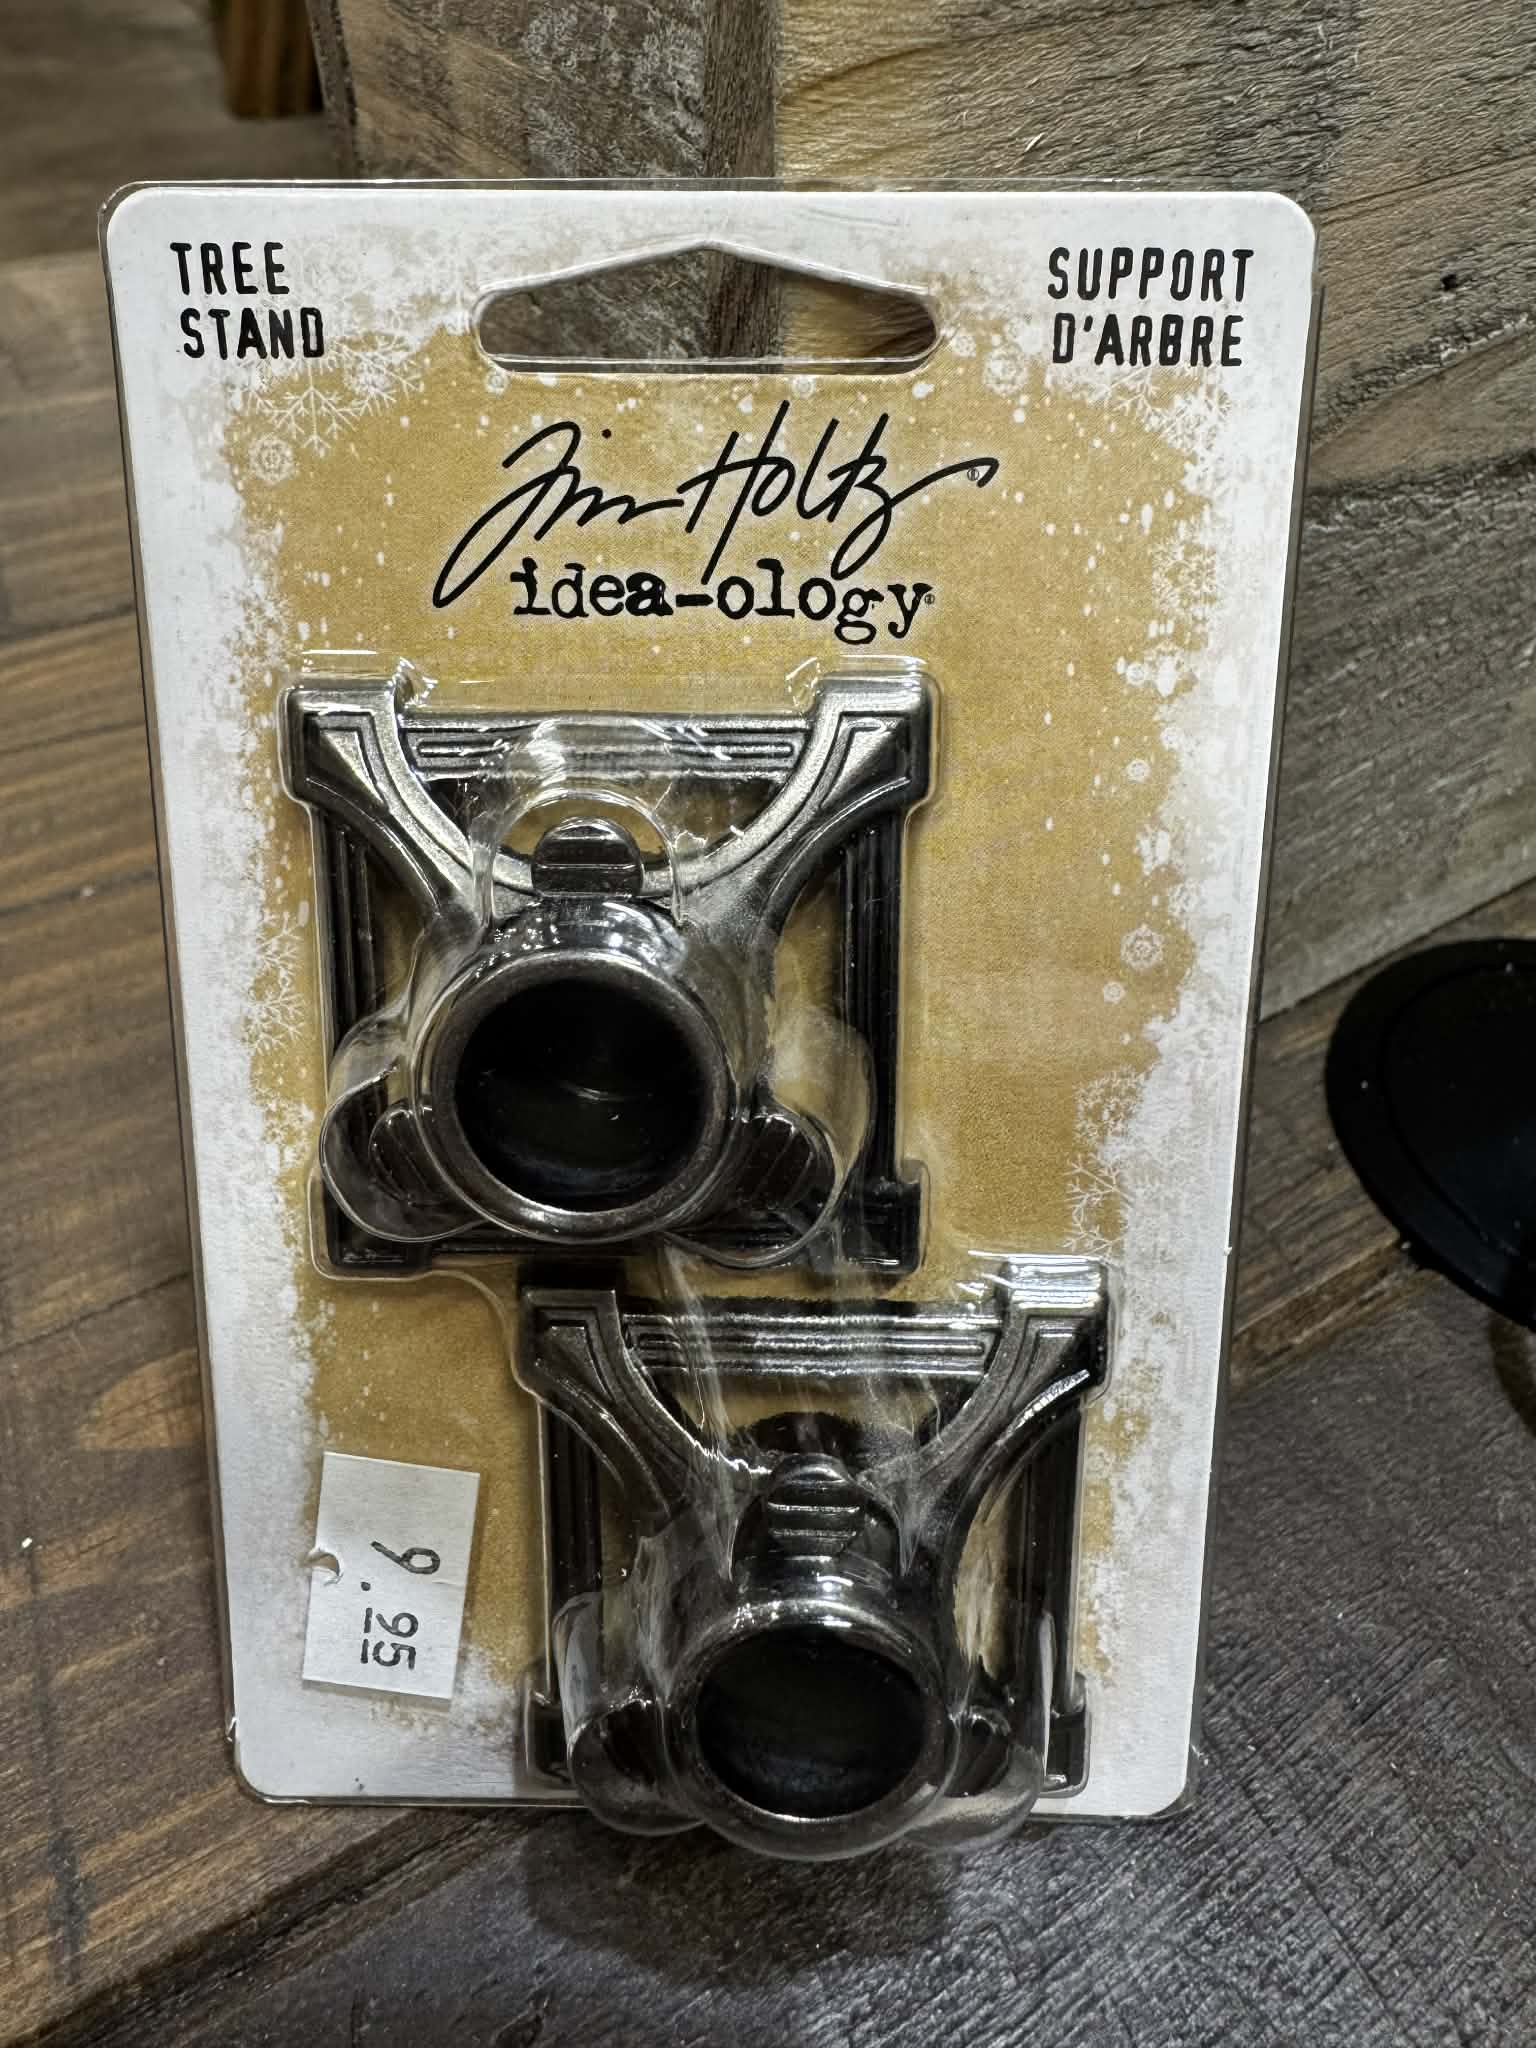 TREE
STAND
SUPPORT
D'ARBRE
Tim Holtz®
idea-ology®
9.95